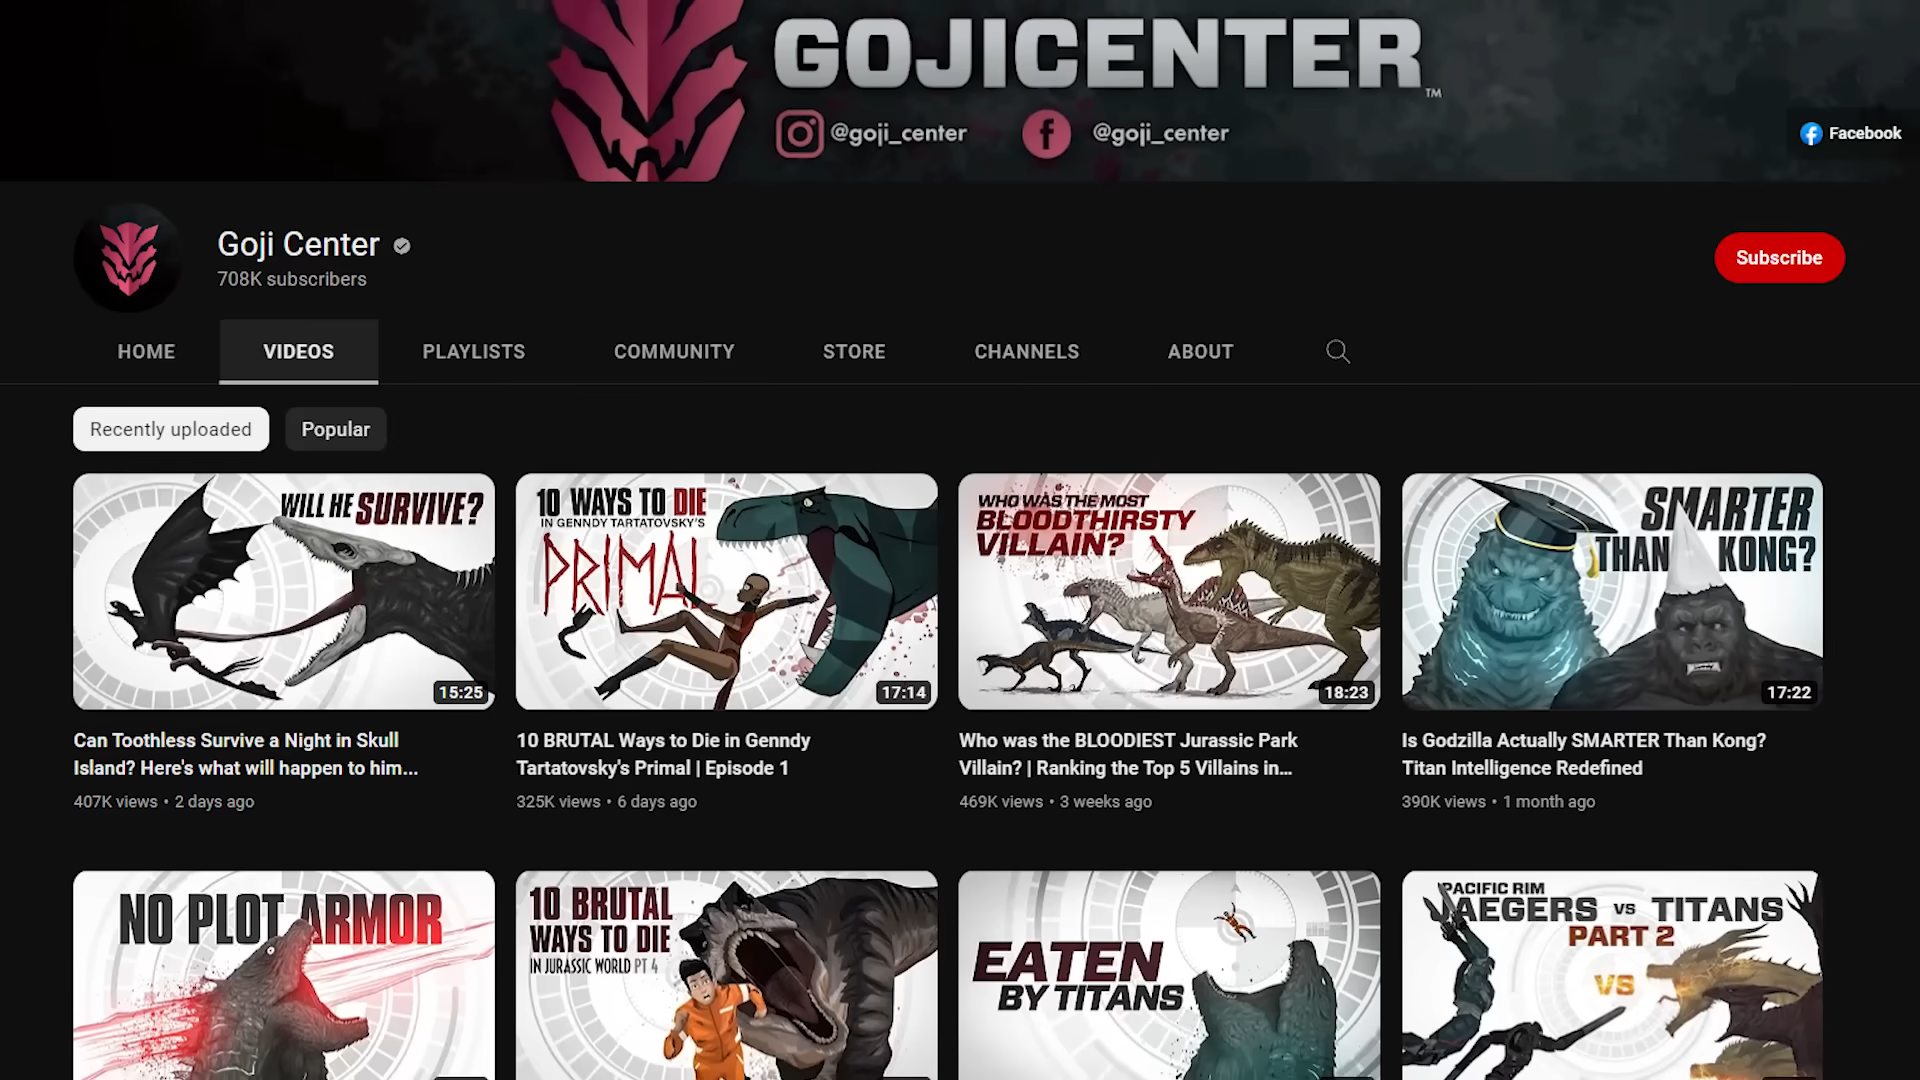 GOJICENTER™
@goji_center
@goji_center
Facebook
Goji Center
708K subscribers
Subscribe
HOME
VIDEOS
PLAYLISTS
COMMUNITY
STORE
CHANNELS
ABOUT
Recently uploaded
Popular
WILL HE SURVIVE?
15:25
10 WAYS TO DIE
IN GENNDY TARTATOVSKY'S
PRIMAL
17:14
WHO WAS THE MOST
BLOODTHIRSTY
VILLAIN?
18:23
SMARTER
THAN KONG?
17:22
Can Toothless Survive a Night in Skull
Island? Here's what will happen to him...
407K views • 2 days ago
10 BRUTAL Ways to Die in Genndy
Tartatovsky's Primal | Episode 1
325K views • 6 days ago
Who was the BLOODIEST Jurassic Park
Villain? | Ranking the Top 5 Villains in...
469K views • 3 weeks ago
Is Godzilla Actually SMARTER Than Kong?
Titan Intelligence Redefined
390K views • 1 month ago
NO PLOT ARMOR
10 BRUTAL
WAYS TO DIE
IN JURASSIC WORLD PT 4
EATEN
BY TITANS
PACIFIC RIM
JAEGERS VS TITANS
PART 2
VS